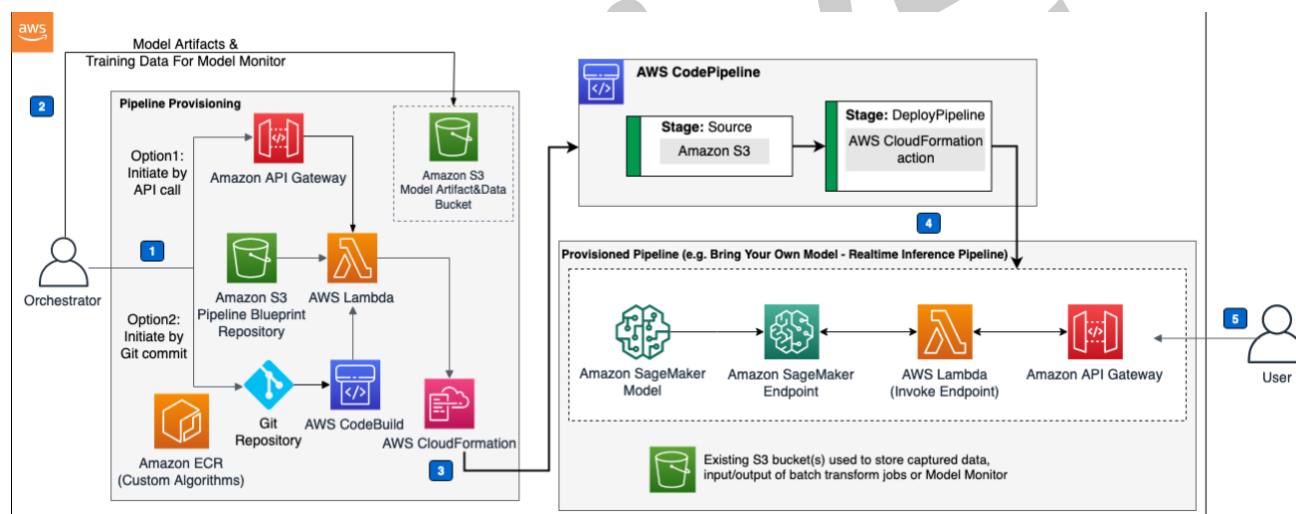 aws
Model Artifacts &
Training Data For Model Monitor
2
Pipeline Provisioning
Option1:
Initiate by
API call
Amazon API Gateway
Amazon S3
Model Artifact&Data
Bucket
1
Orchestrator
Amazon S3
Pipeline Blueprint
Repository
AWS Lambda
Option2:
Initiate by
Git commit
Git
Repository
AWS CodeBuild
AWS CloudFormation
Amazon ECR
(Custom Algorithms)
3
AWS CodePipeline
Stage: Source
Amazon S3
Stage: DeployPipeline
AWS CloudFormation
action
4
Provisioned Pipeline (e.g. Bring Your Own Model - Realtime Inference Pipeline)
Amazon SageMaker
Model
Amazon SageMaker
Endpoint
AWS Lambda
(Invoke Endpoint)
Amazon API Gateway
5
User
Existing S3 bucket(s) used to store captured data,
input/output of batch transform jobs or Model Monitor